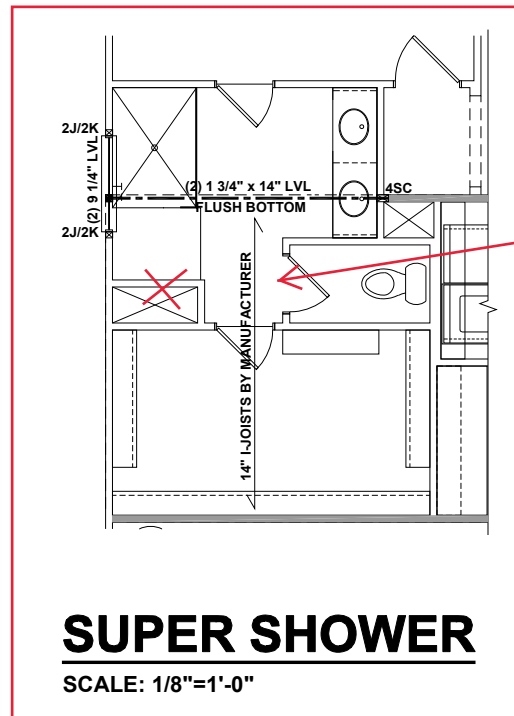 2J/2K
(2) 9 1/4" LVL
2J/2K
(2) 1 3/4" x 14" LVL
FLUSH BOTTOM
4SC
14" I-JOISTS BY MANUFACTURER
SUPER SHOWER
SCALE: 1/8"=1'-0"